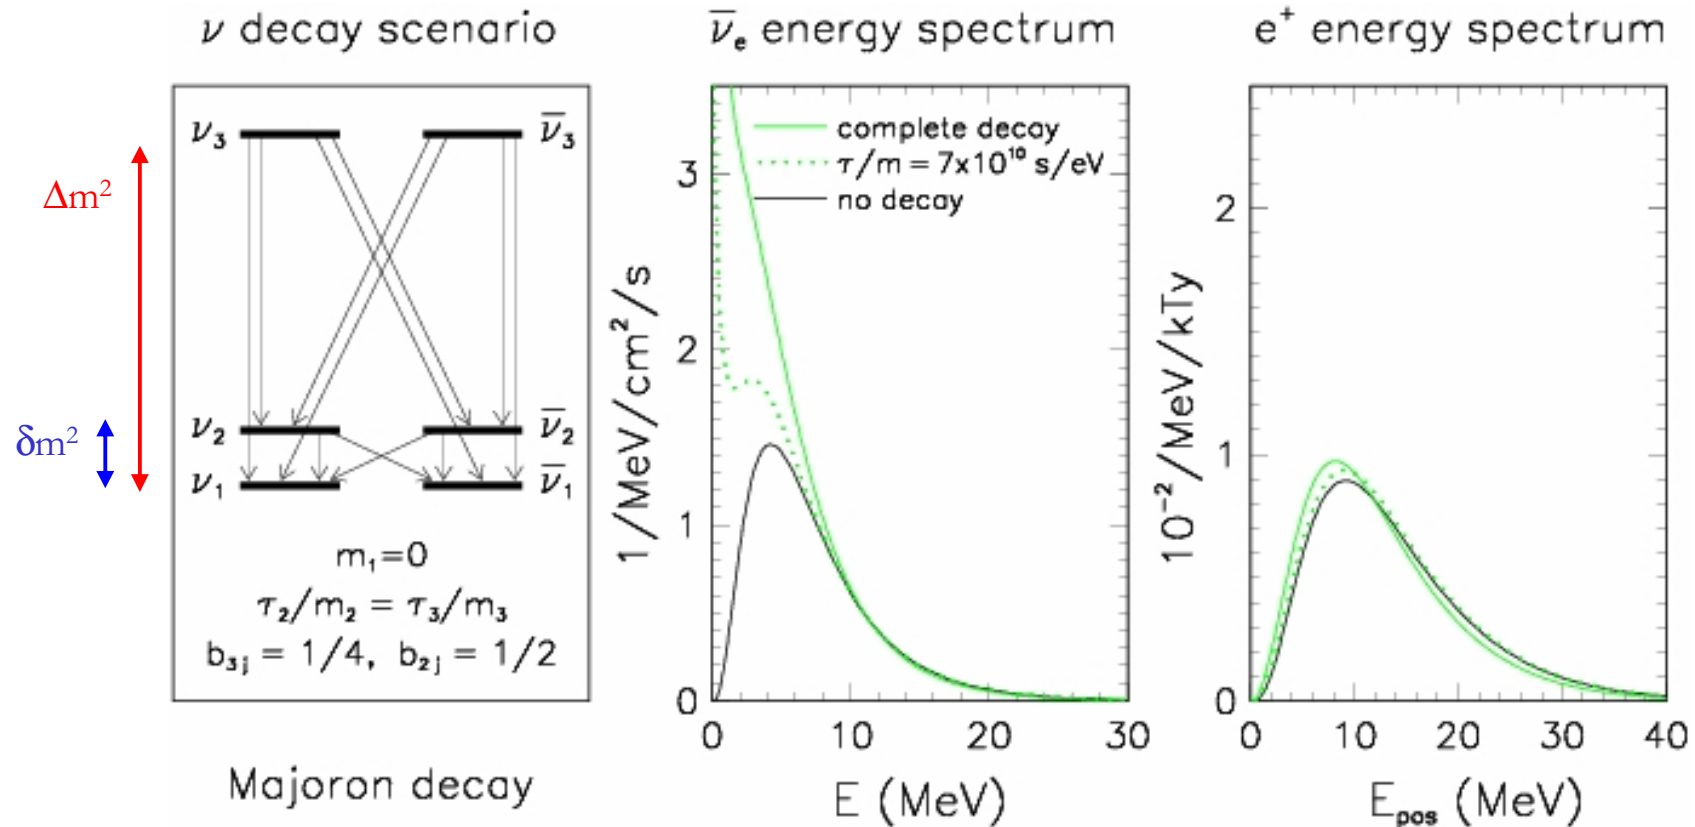 ν decay scenario
ν̄ₑ energy spectrum
e⁺ energy spectrum
ν₃
ν̄₃
Δm²
ν₂
ν̄₂
δm²
ν₁
ν̄₁
m₁=0
τ₂/m₂ = τ₃/m₃
b₃ⱼ = 1/4, b₂ⱼ = 1/2
Majoron decay
1/MeV/cm²/s
3
2
1
0
complete decay
τ/m = 7x10¹⁰ s/eV
no decay
0 10 20 30
E (MeV)
10⁻²/MeV/kTy
2
1
0
0 10 20 30 40
Eₚₒₛ (MeV)